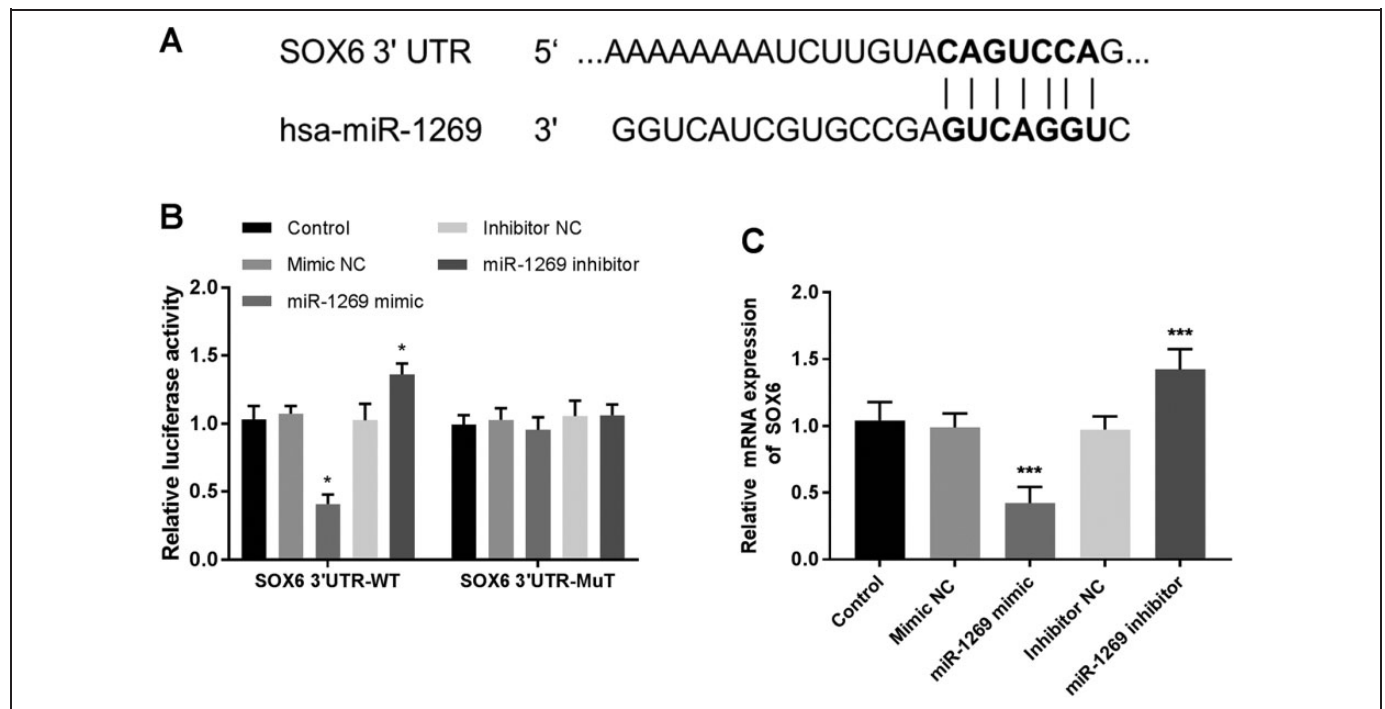 A
SOX6 3' UTR 5‘ ...AAAAAAAAUCUUGUACAGUCCAG...
hsa-miR-1269 3' GGUCAUCGUGCCGAGUCAGGUC
B
Control
Inhibitor NC
Mimic NC
miR-1269 inhibitor
miR-1269 mimic
Relative luciferase activity
2.0
1.5
1.0
0.5
0.0
*
*
SOX6 3'UTR-WT
SOX6 3'UTR-MuT
C
Relative mRNA expression
of SOX6
2.0
1.5
1.0
0.5
0.0
***
***
Control
Mimic NC
miR-1269 mimic
Inhibitor NC
miR-1269 inhibitor